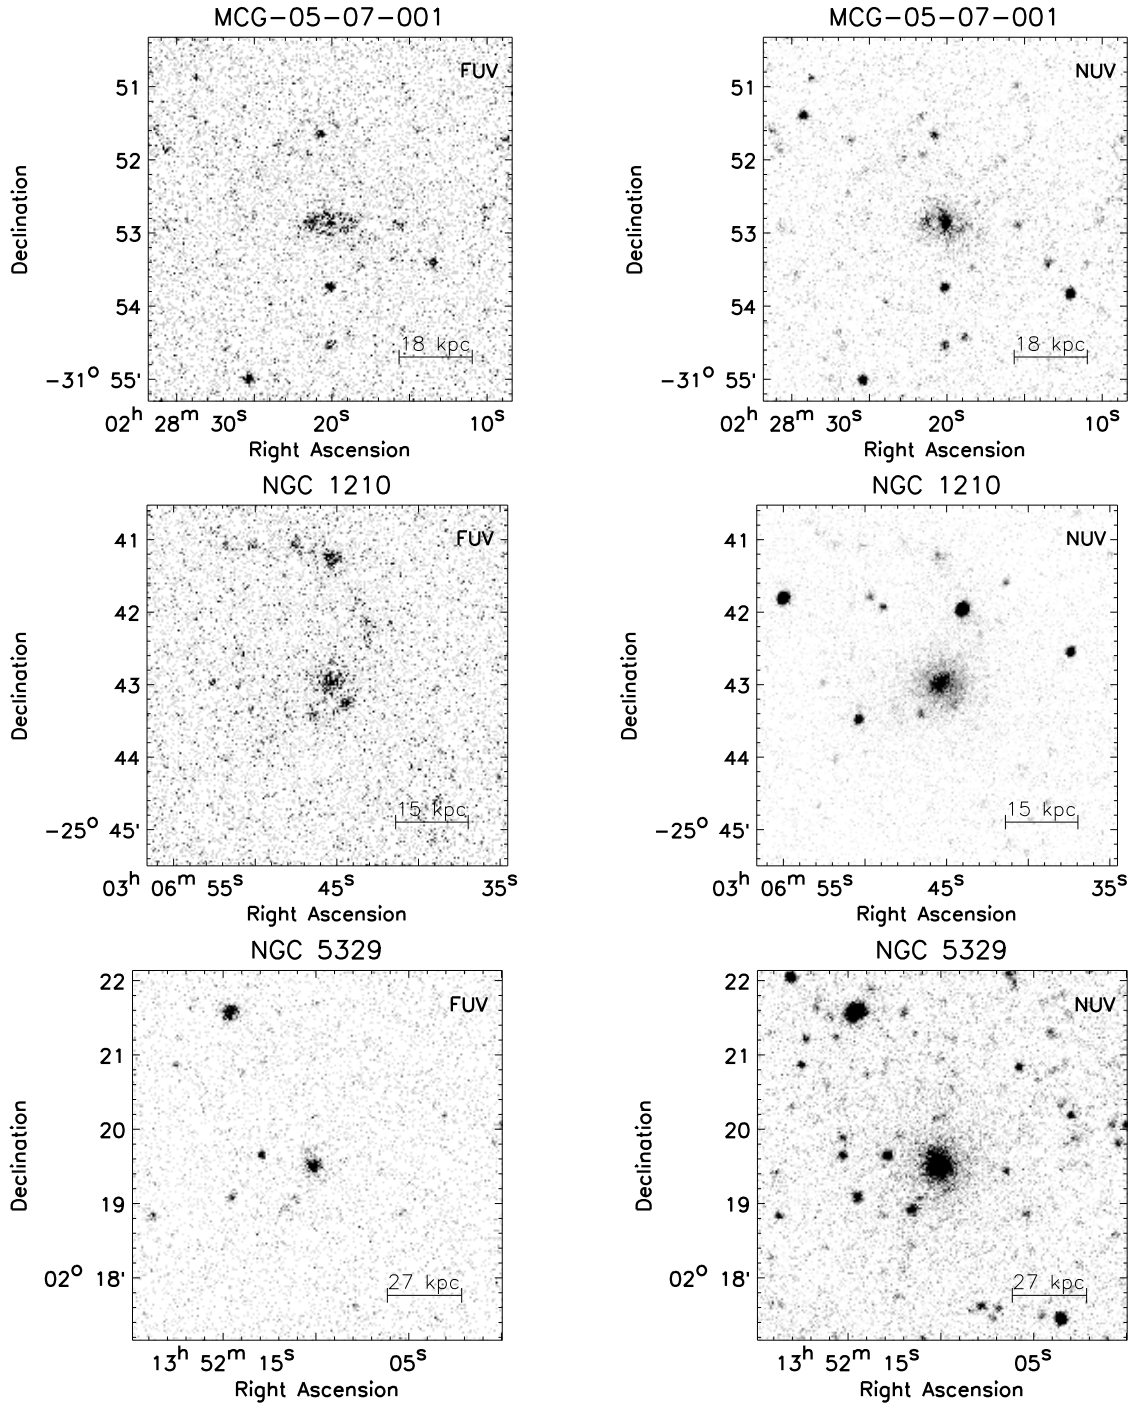 MCG-05-07-001
FUV
51
52
53
54
-31° 55'
Declination
18 kpc
02h 28m 30s 20s 10s
Right Ascension
MCG-05-07-001
NUV
51
52
53
54
-31° 55'
Declination
18 kpc
02h 28m 30s 20s 10s
Right Ascension
NGC 1210
FUV
41
42
43
44
-25° 45'
Declination
15 kpc
03h 06m 55s 45s 35s
Right Ascension
NGC 1210
NUV
41
42
43
44
-25° 45'
Declination
15 kpc
03h 06m 55s 45s 35s
Right Ascension
NGC 5329
FUV
22
21
20
19
02° 18'
Declination
27 kpc
13h 52m 15s 05s
Right Ascension
NGC 5329
NUV
22
21
20
19
02° 18'
Declination
27 kpc
13h 52m 15s 05s
Right Ascension